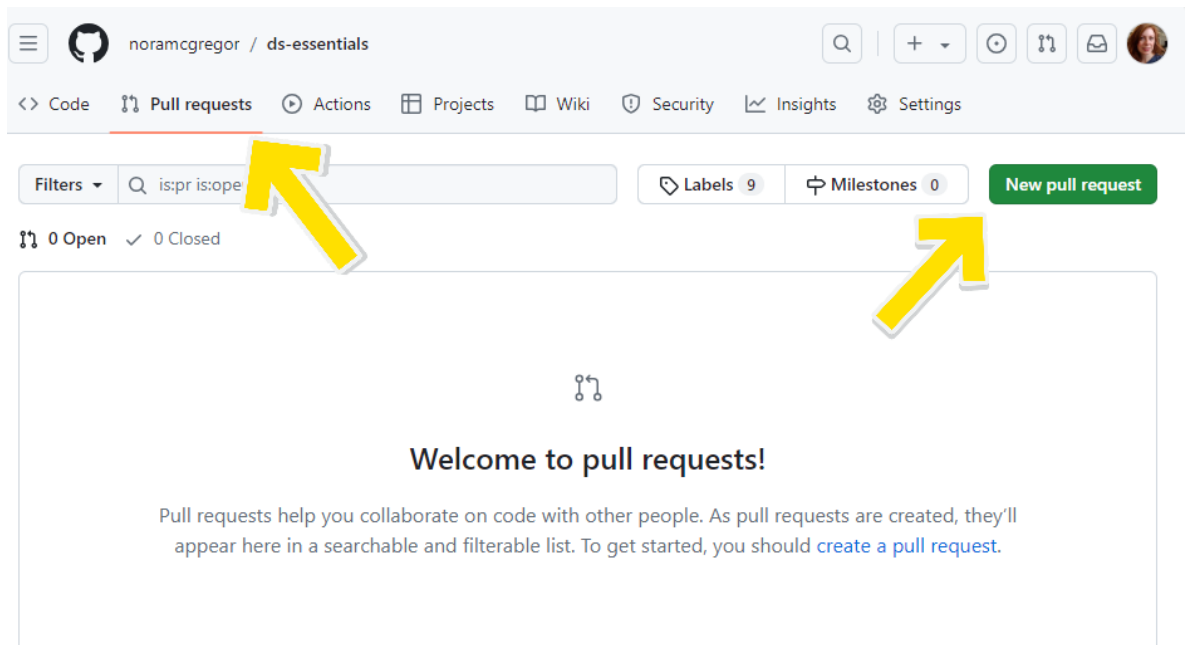 noramcgregor / ds-essentials
<> Code Pull requests Actions Projects Wiki Security Insights Settings
Filters is:pr is:ope Labels 9 Milestones 0 New pull request
0 Open 0 Closed
Welcome to pull requests!
Pull requests help you collaborate on code with other people. As pull requests are created, they'll
appear here in a searchable and filterable list. To get started, you should create a pull request.